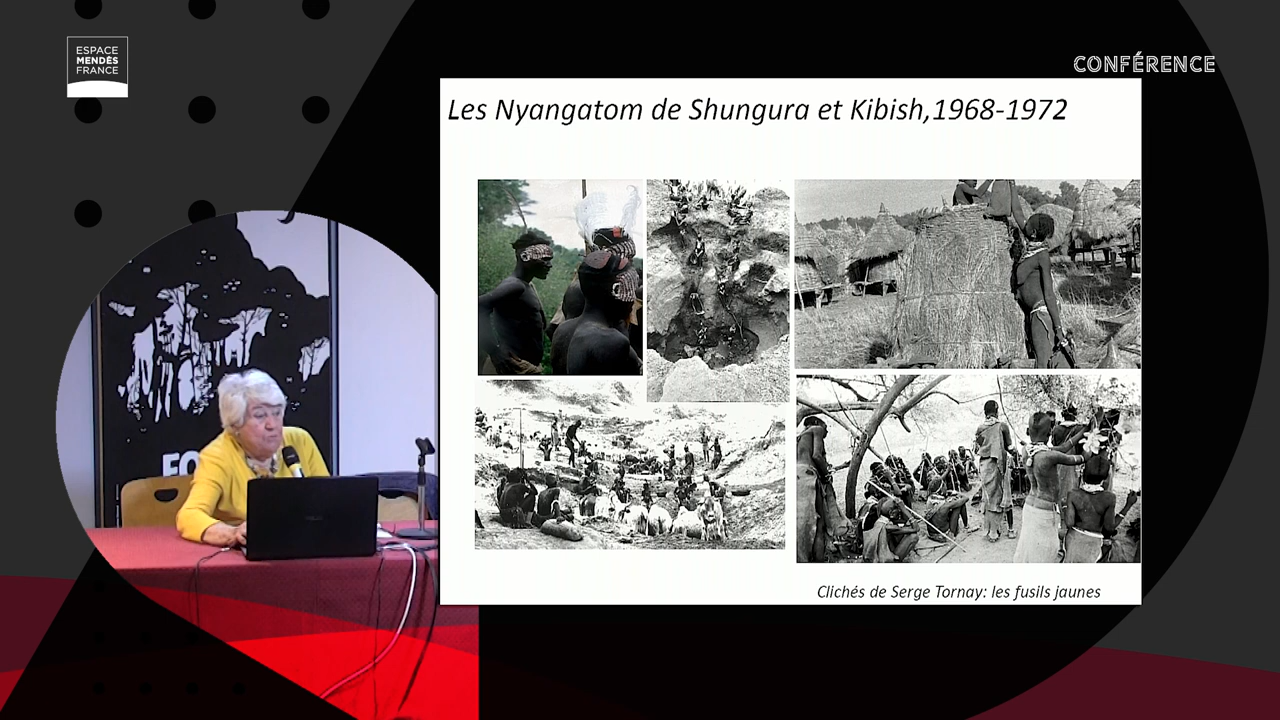 ESPACE
MENDÈS
FRANCE
CONFÉRENCE
Les Nyangatom de Shungura et Kibish,1968-1972
FO
Clichés de Serge Tornay: les fusils jaunes